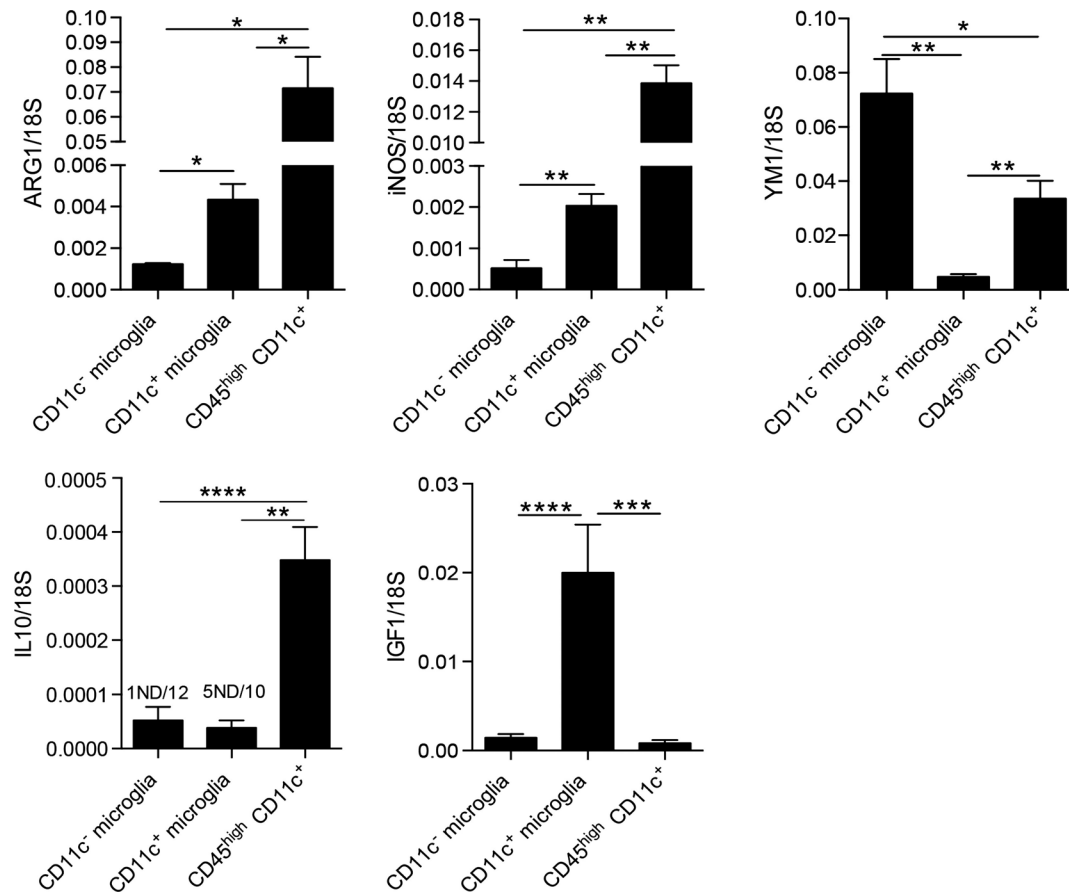 ARG1/18S
0.10
0.09
0.08
0.07
0.06
0.05
0.006
0.004
0.002
0.000
*
*
*
CD11c⁻ microglia
CD11c⁺ microglia
CD45ʰⁱᵍʰ CD11c⁺
iNOS/18S
0.018
0.016
0.014
0.012
0.010
0.003
0.002
0.001
0.000
**
**
**
CD11c⁻ microglia
CD11c⁺ microglia
CD45ʰⁱᵍʰ CD11c⁺
YM1/18S
0.10
0.08
0.06
0.04
0.02
0.00
*
**
**
CD11c⁻ microglia
CD11c⁺ microglia
CD45ʰⁱᵍʰ CD11c⁺
IL10/18S
0.0005
0.0004
0.0003
0.0002
0.0001
0.0000
****
**
1ND/12
5ND/10
CD11c⁻ microglia
CD11c⁺ microglia
CD45ʰⁱᵍʰ CD11c⁺
IGF1/18S
0.03
0.02
0.01
0.00
****
***
CD11c⁻ microglia
CD11c⁺ microglia
CD45ʰⁱᵍʰ CD11c⁺